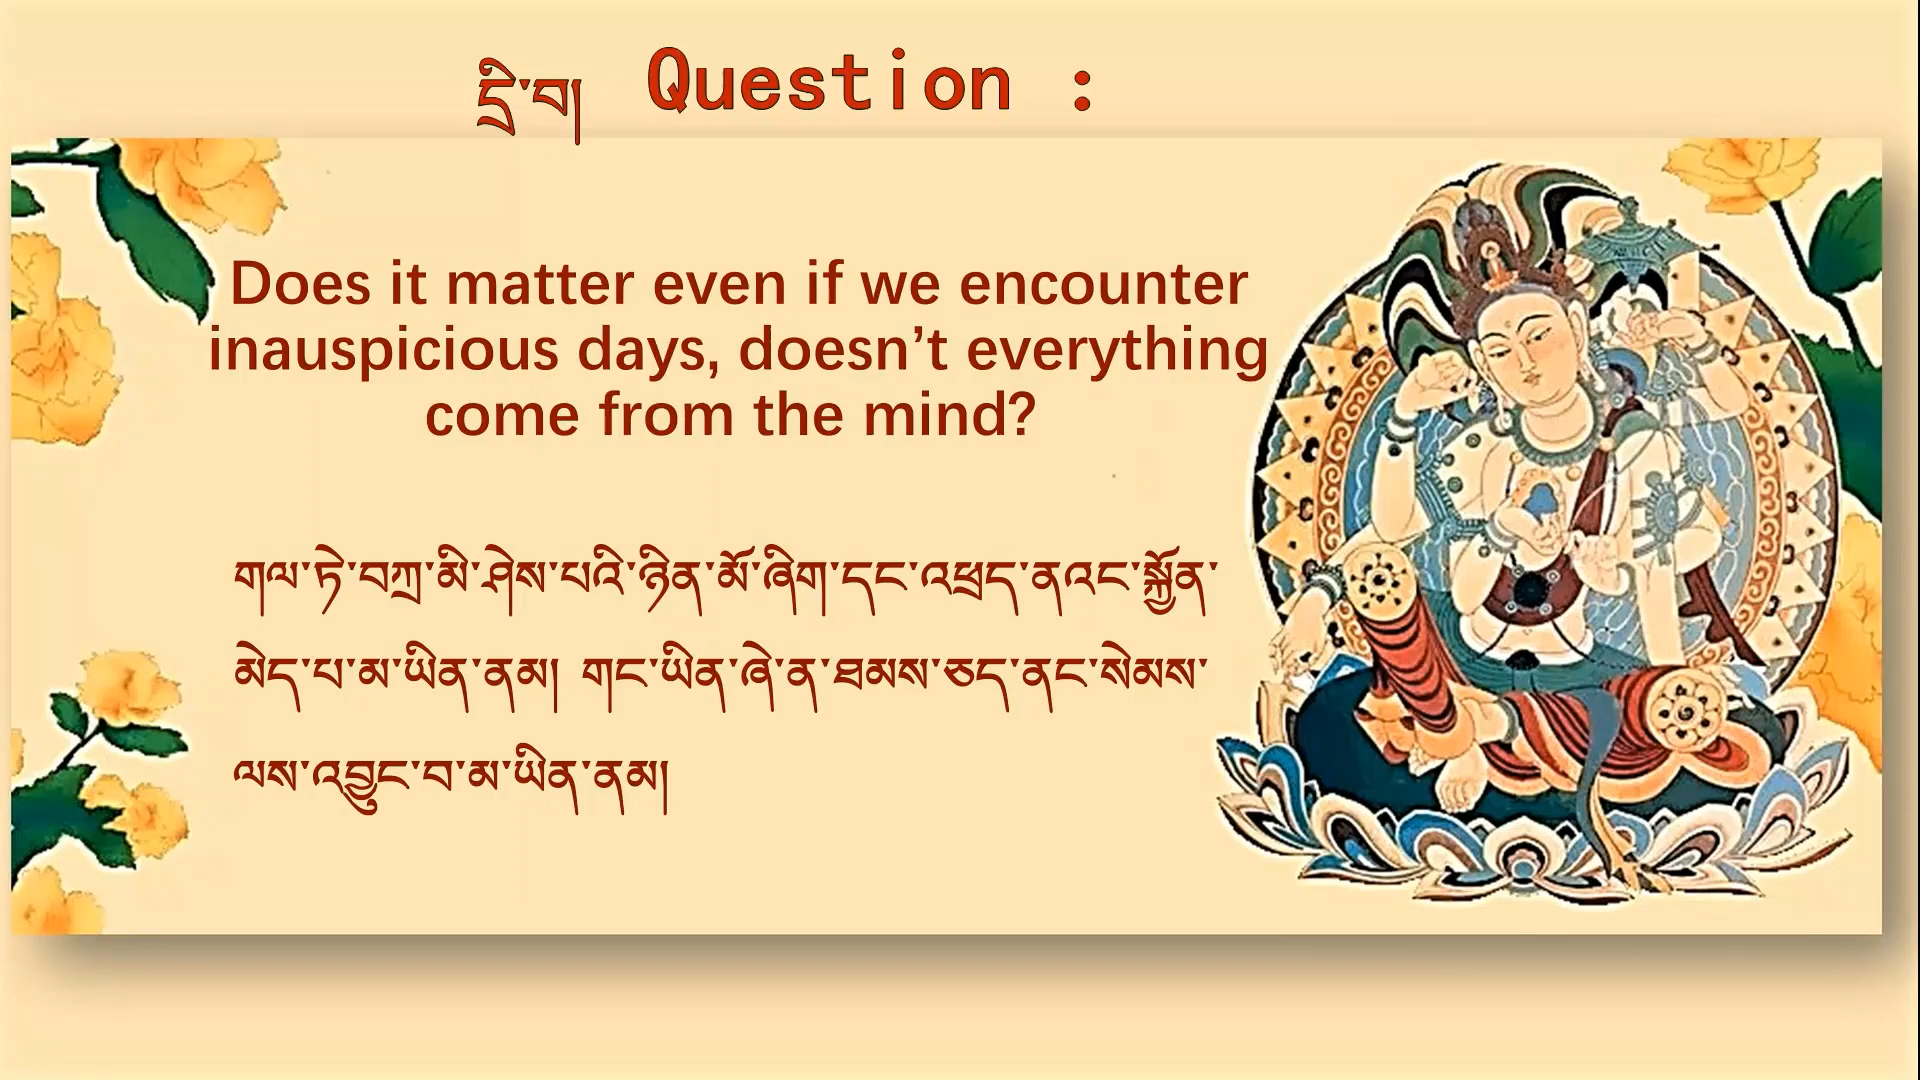 དྲི་བ། Question :
Does it matter even if we encounter
inauspicious days, doesn’t everything
come from the mind?
གལ་ཏེ་བཀྲ་མི་ཤེས་པའི་ཉིན་མོ་ཞིག་དང་འཕྲད་ནའང་སྐྱོན་
མེད་པ་མ་ཡིན་ནམ། གང་ཡིན་ཞེ་ན་ཐམས་ཅད་ནང་སེམས་
ལས་འབྱུང་བ་མ་ཡིན་ནམ།